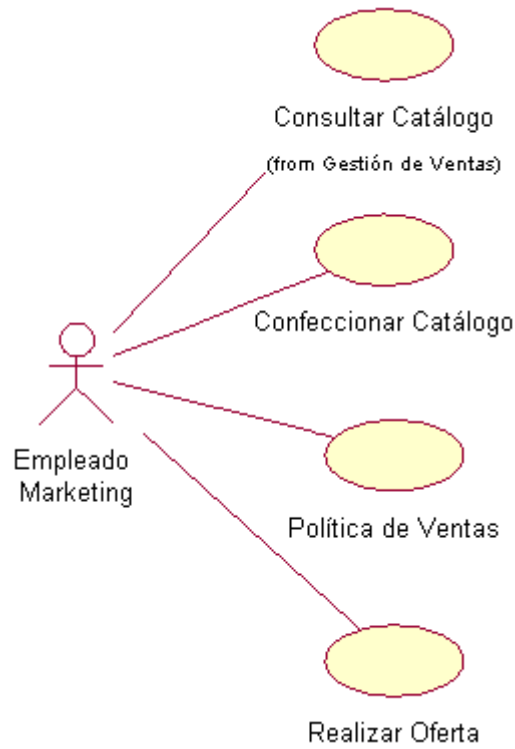 Consultar Catálogo
(from Gestión de Ventas)
Confeccionar Catálogo
Empleado
Marketing
Política de Ventas
Realizar Oferta